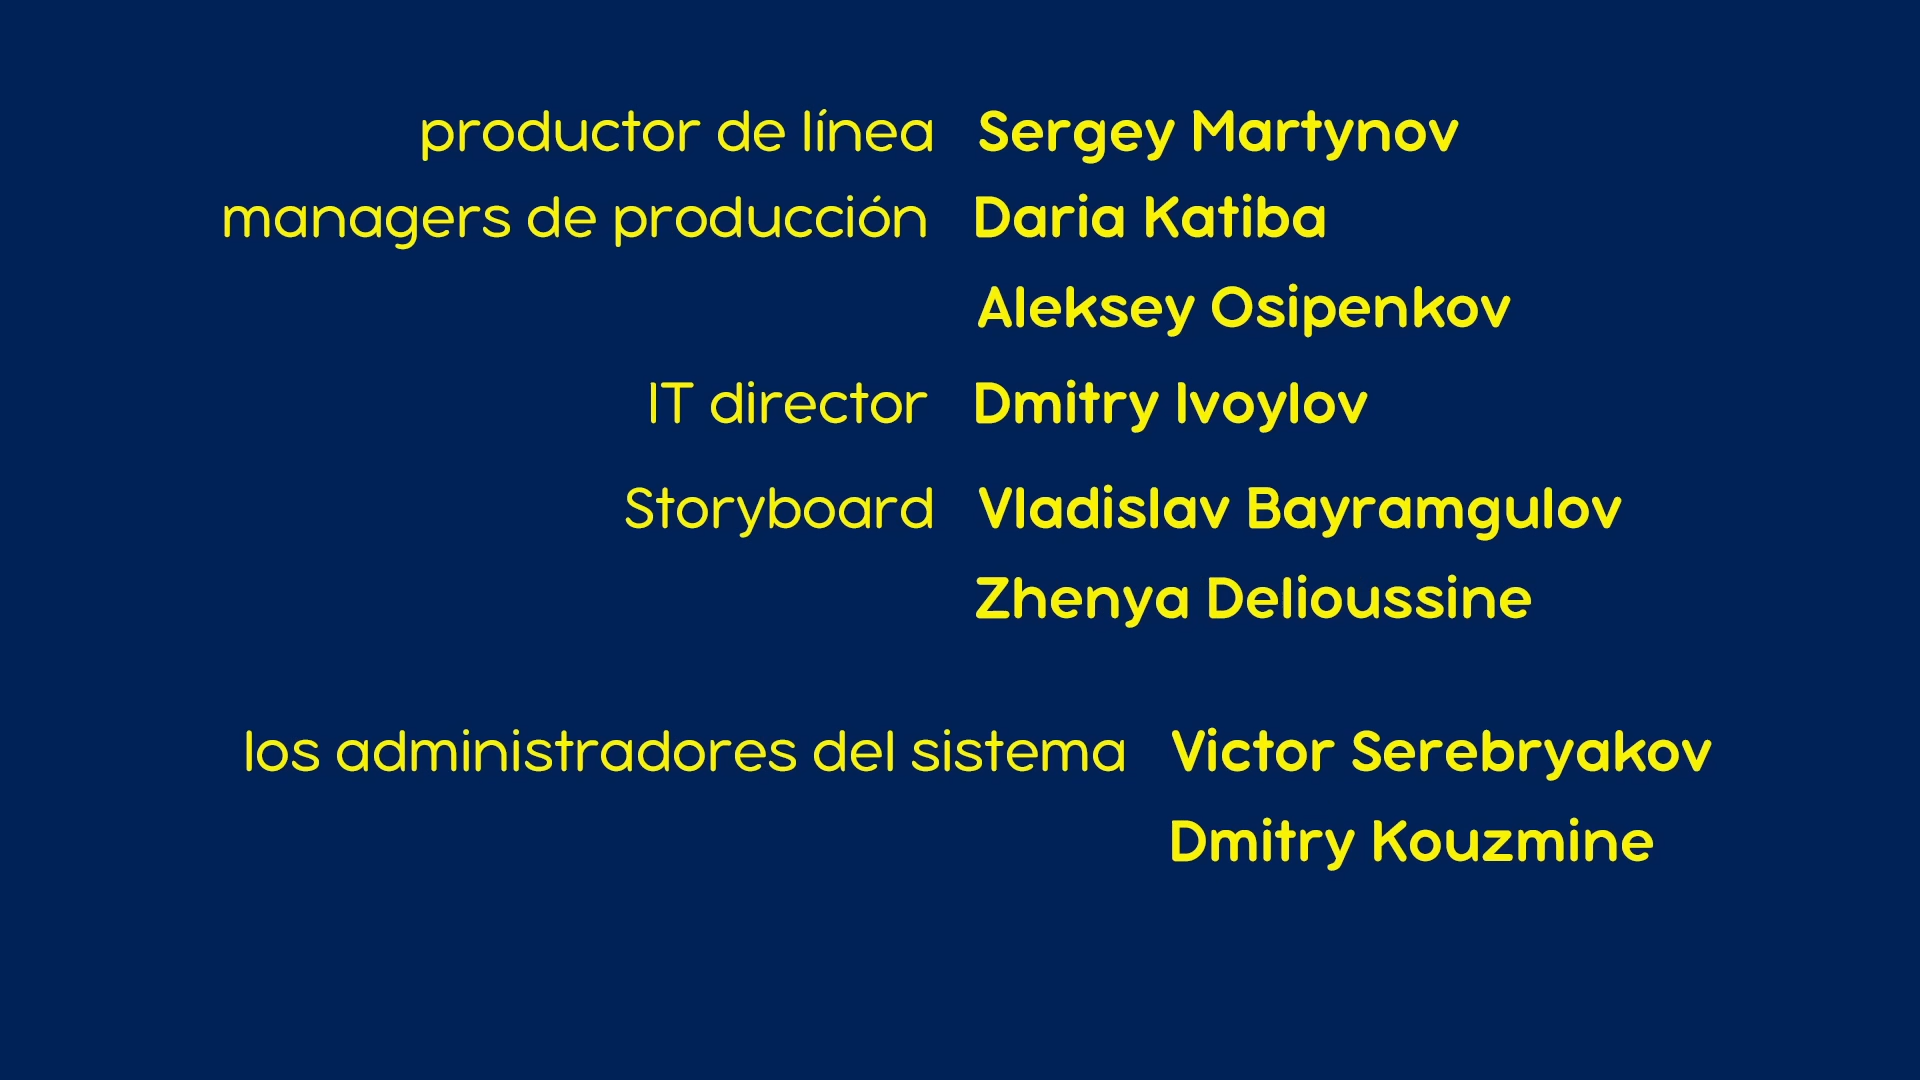 productor de línea Sergey Martynov
managers de producción Daria Katiba
Aleksey Osipenkov
IT director Dmitry Ivoylov
Storyboard Vladislav Bayramgulov
Zhenya Delioussine
los administradores del sistema Victor Serebryakov
Dmitry Kouzmine